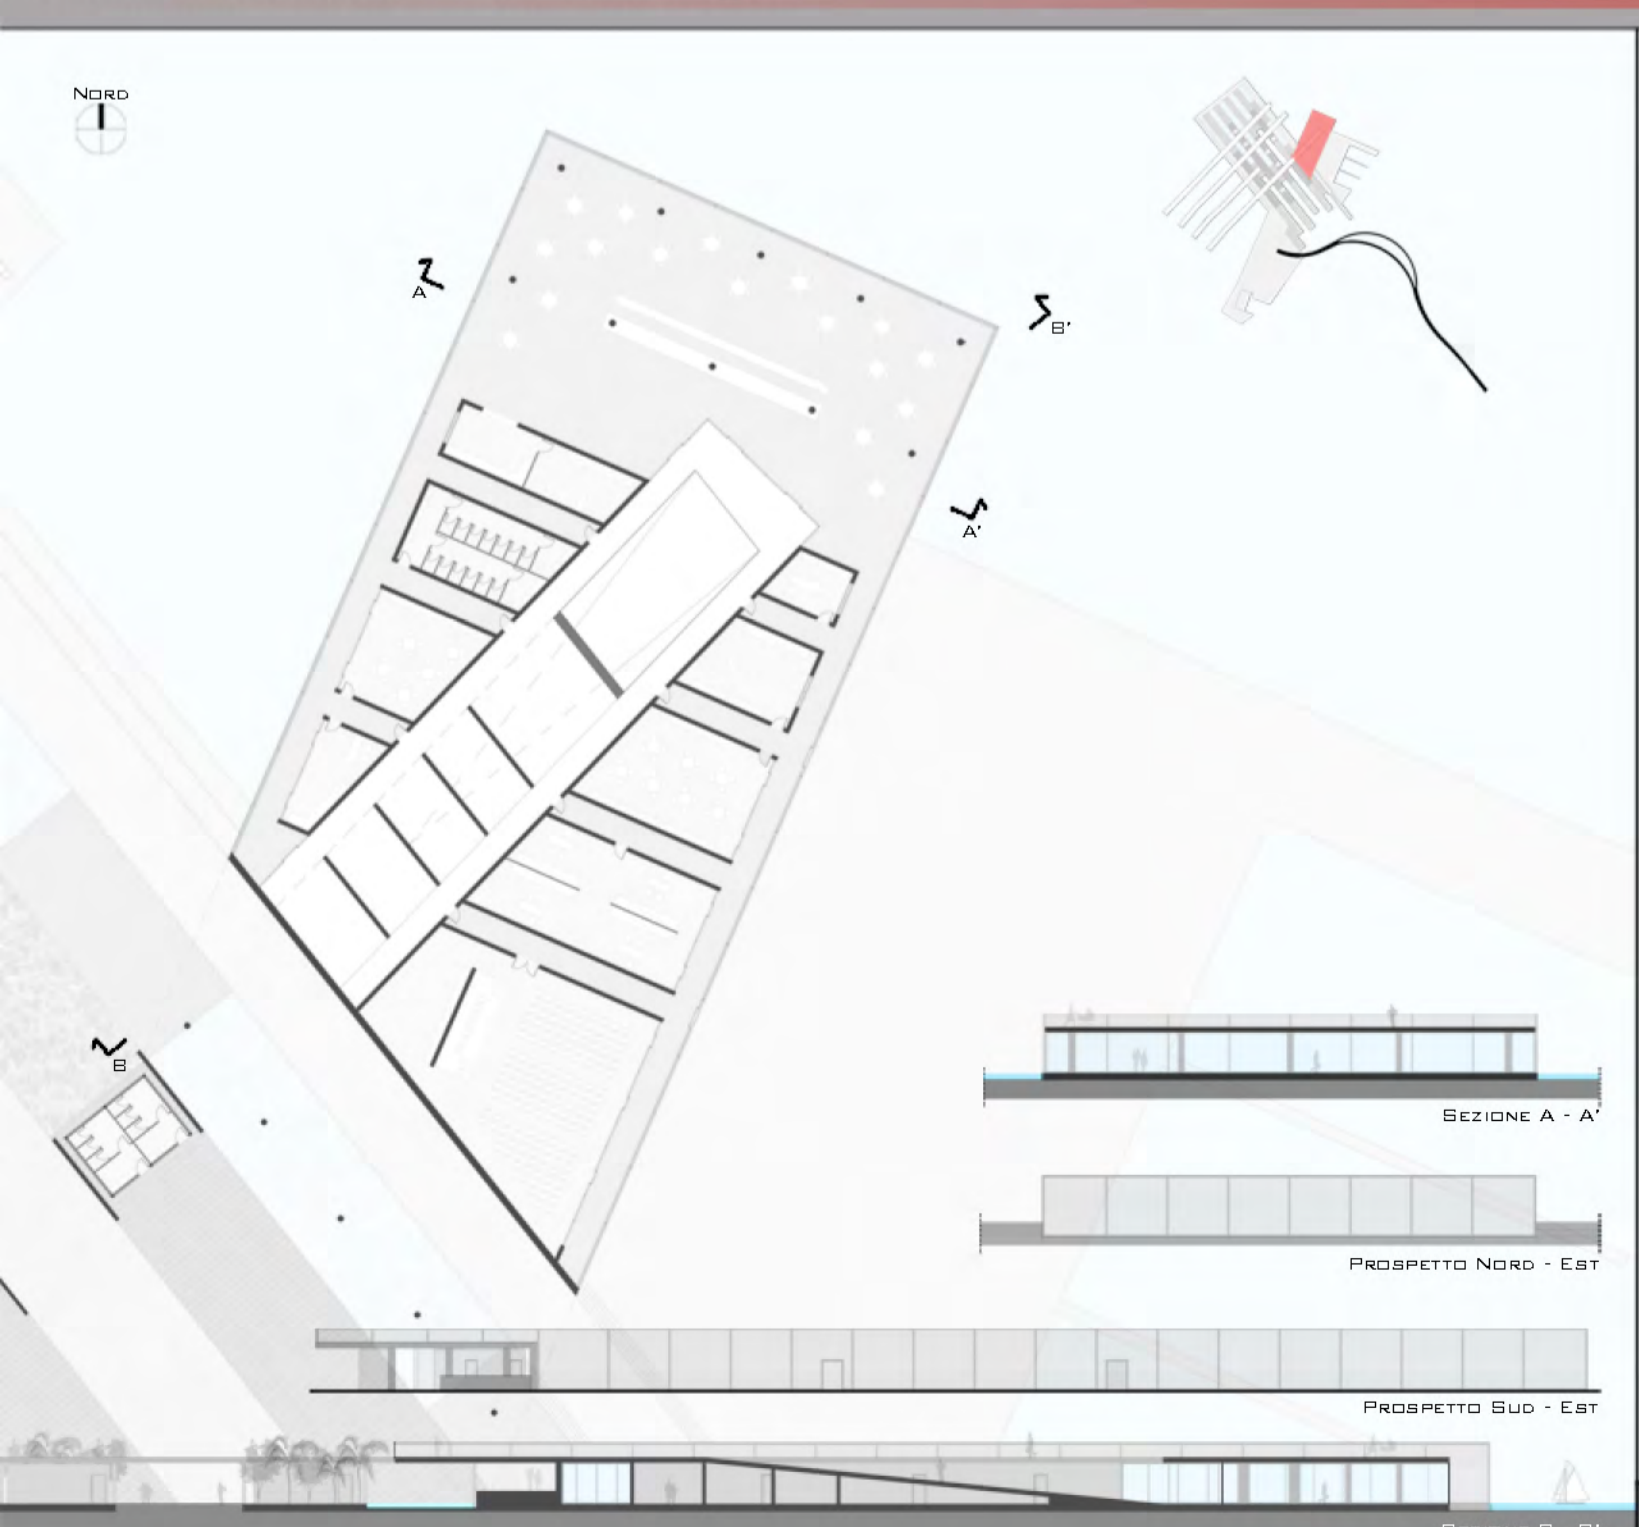 Nord
A
B'
A'
B
Sezione A - A'
Prospetto Nord - Est
Prospetto Sud - Est